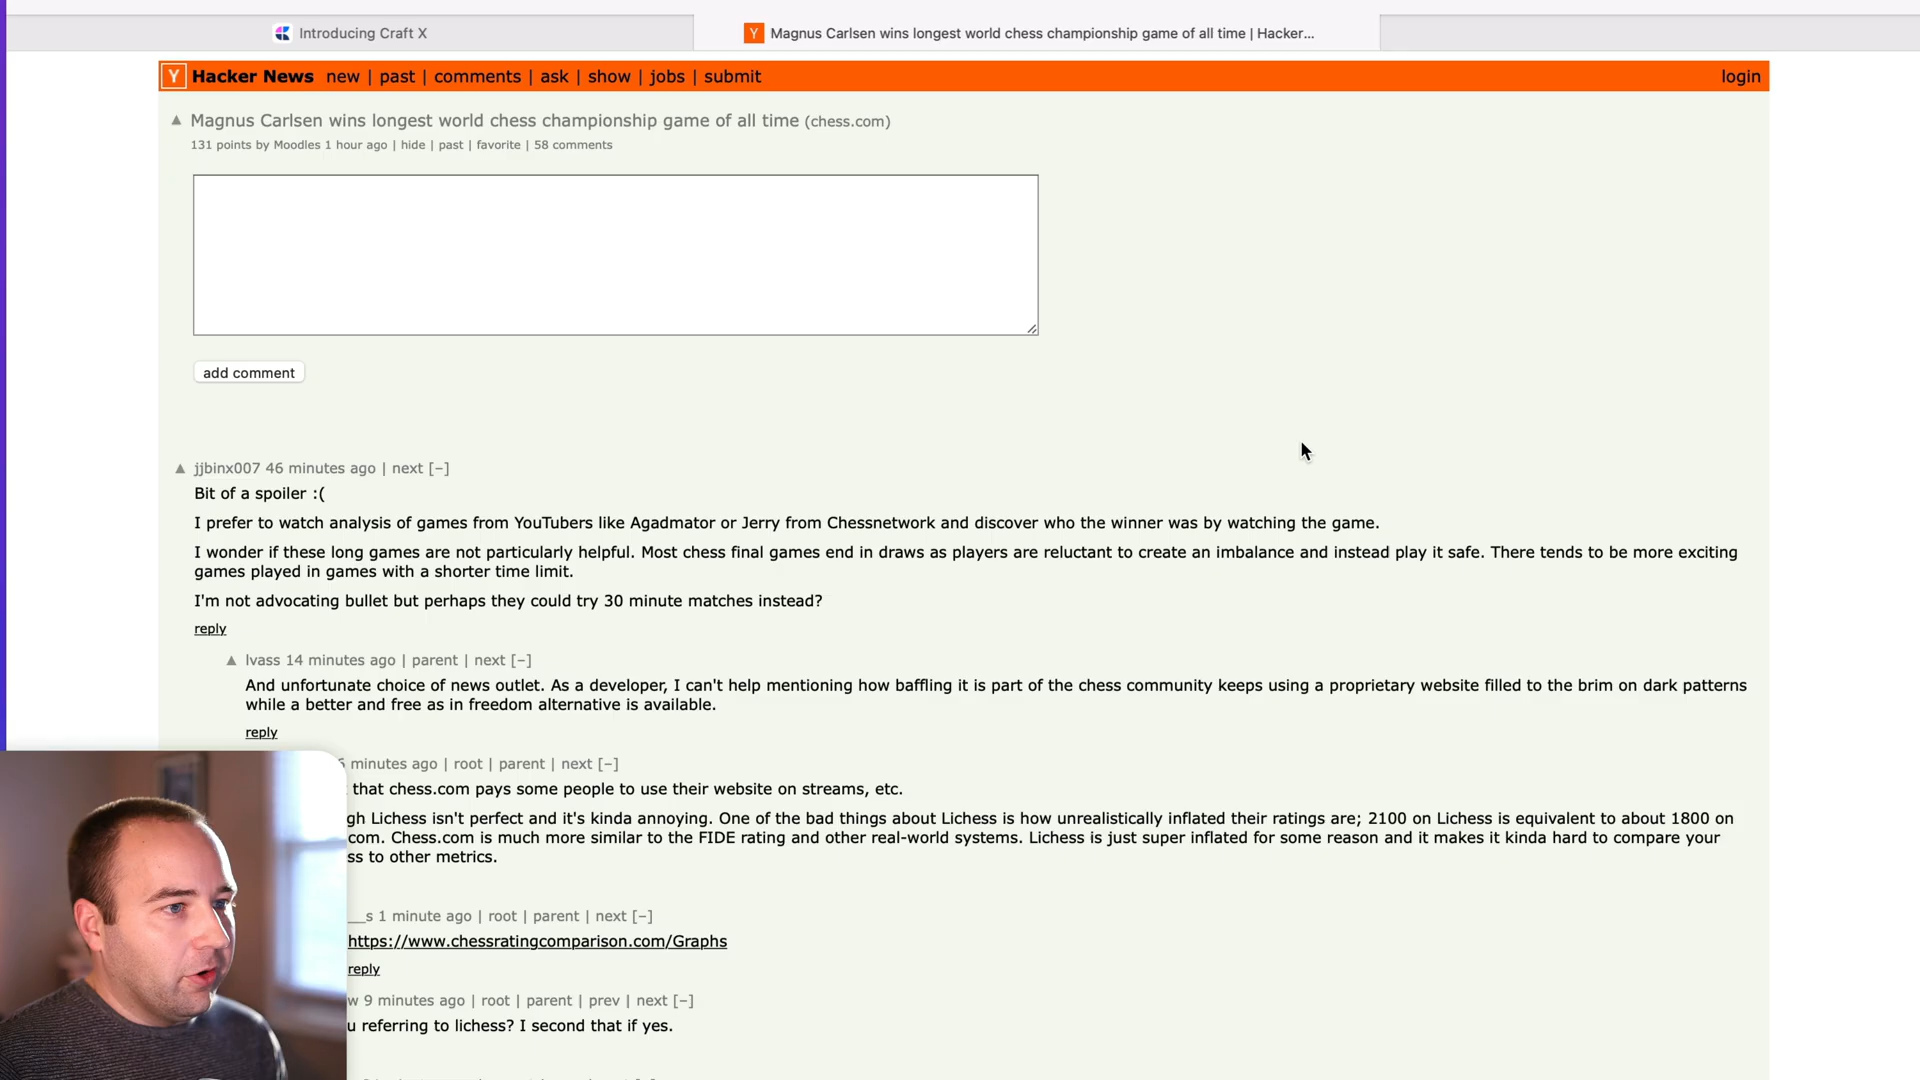 Introducing Craft X
Y Magnus Carlsen wins longest world chess championship game of all time | Hacker...
Y Hacker News new | past | comments | ask | show | jobs | submit
login
▲ Magnus Carlsen wins longest world chess championship game of all time (chess.com)
131 points by Moodles 1 hour ago | hide | past | favorite | 58 comments
add comment
▲ jjbinx007 46 minutes ago | next [–]
Bit of a spoiler :(
I prefer to watch analysis of games from YouTubers like Agadmator or Jerry from Chessnetwork and discover who the winner was by watching the game.
I wonder if these long games are not particularly helpful. Most chess final games end in draws as players are reluctant to create an imbalance and instead play it safe. There tends to be more exciting
games played in games with a shorter time limit.
I'm not advocating bullet but perhaps they could try 30 minute matches instead?
reply
▲ lvass 14 minutes ago | parent | next [–]
And unfortunate choice of news outlet. As a developer, I can't help mentioning how baffling it is part of the chess community keeps using a proprietary website filled to the brim on dark patterns
while a better and free as in freedom alternative is available.
reply
minutes ago | root | parent | next [–]
that chess.com pays some people to use their website on streams, etc.
gh Lichess isn't perfect and it's kinda annoying. One of the bad things about Lichess is how unrealistically inflated their ratings are; 2100 on Lichess is equivalent to about 1800 on
com. Chess.com is much more similar to the FIDE rating and other real-world systems. Lichess is just super inflated for some reason and it makes it kinda hard to compare your
ss to other metrics.
__s 1 minute ago | root | parent | next [–]
https://www.chessratingcomparison.com/Graphs
reply
w 9 minutes ago | root | parent | prev | next [–]
u referring to lichess? I second that if yes.